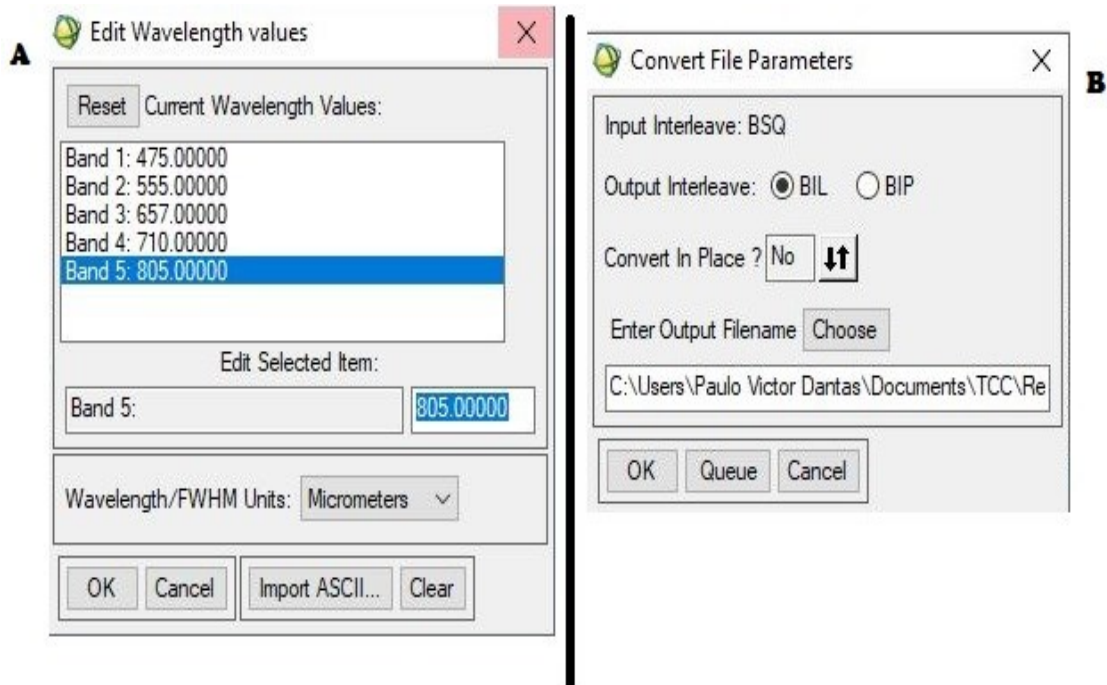 A
Edit Wavelength values
Reset Current Wavelength Values:
Band 1: 475.00000
Band 2: 555.00000
Band 3: 657.00000
Band 4: 710.00000
Band 5: 805.00000
Edit Selected Item:
Band 5: 805.00000
Wavelength/FWHM Units: Micrometers
OK Cancel Import ASCII... Clear
B
Convert File Parameters
Input Interleave: BSQ
Output Interleave: BIL BIP
Convert In Place ? No
Enter Output Filename Choose
C:\Users\Paulo Victor Dantas\Documents\TCC\Re
OK Queue Cancel